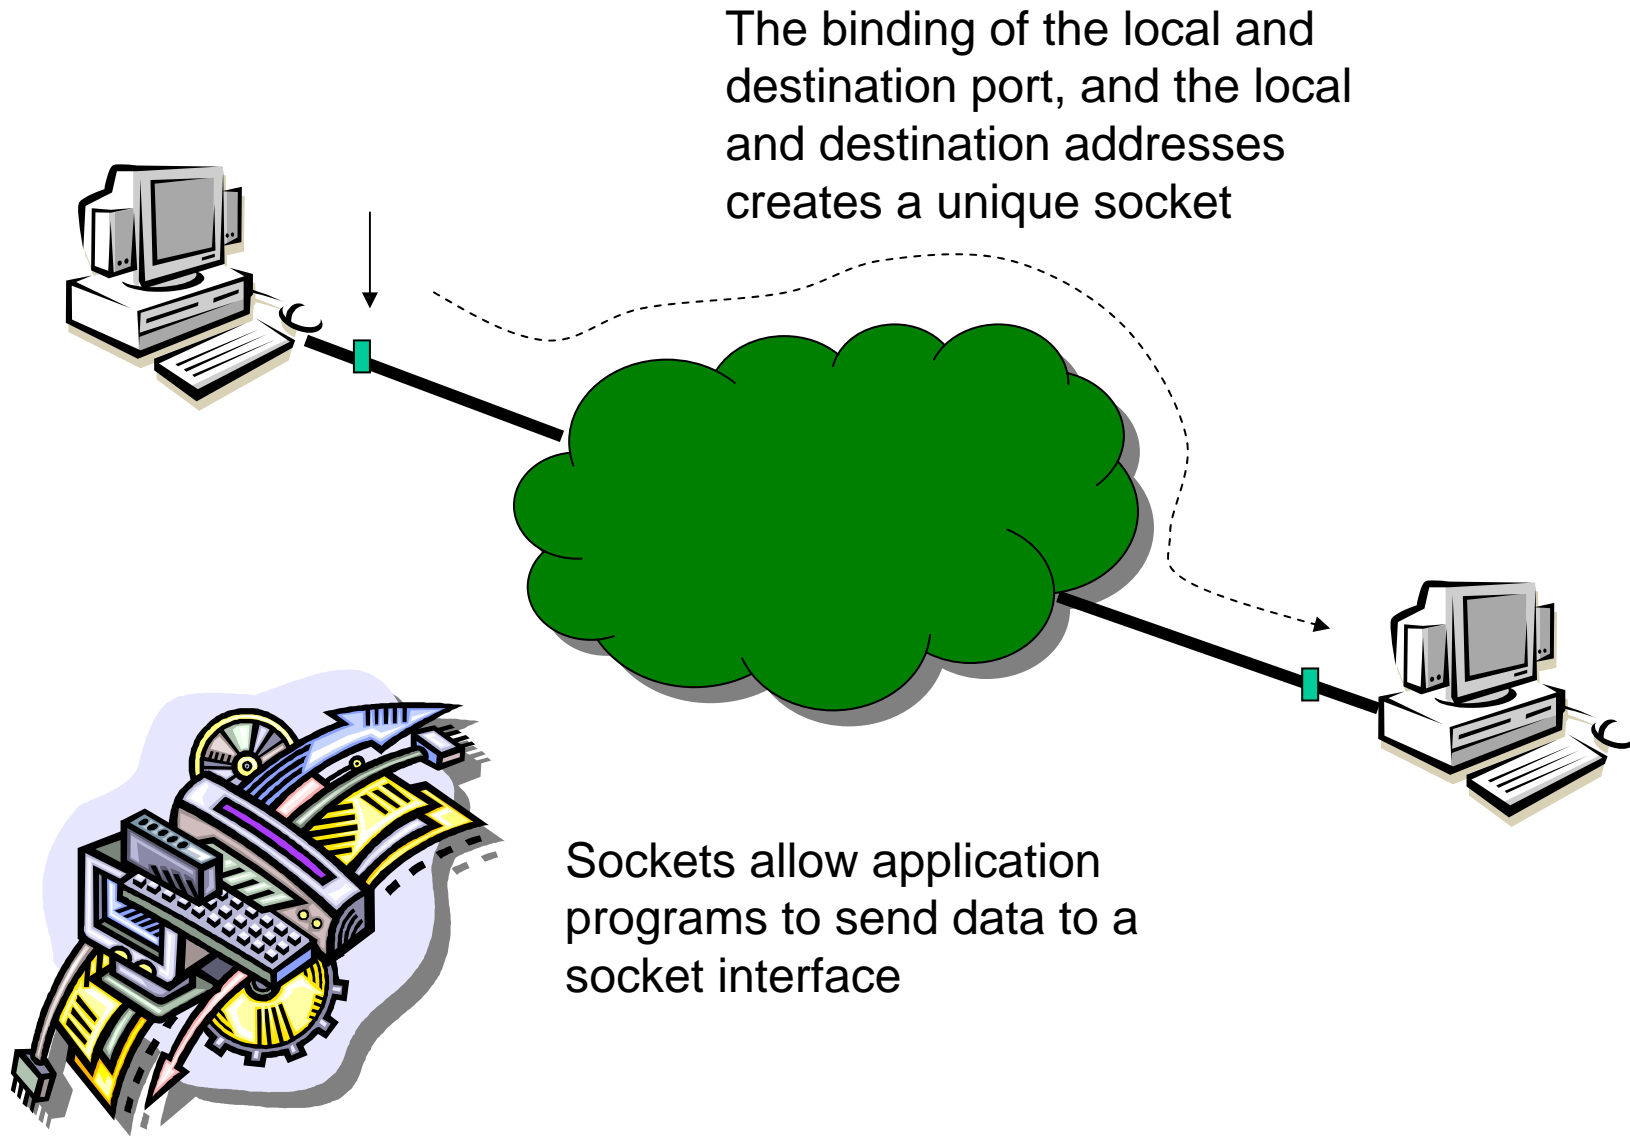 The binding of the local and
destination port, and the local
and destination addresses
creates a unique socket
Sockets allow application
programs to send data to a
socket interface